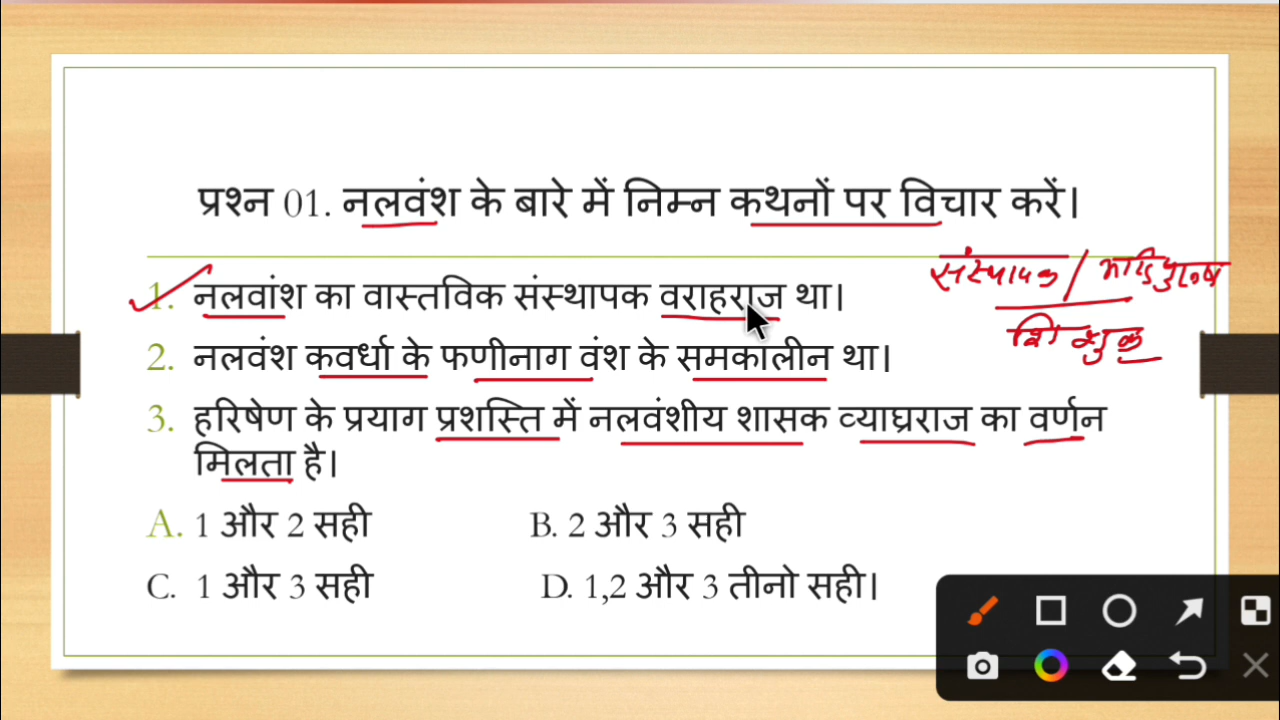 प्रश्न 01. नलवंश के बारे में निम्न कथनों पर विचार करें।
संस्थापक / आदिपुरुष
शिशुक
1. नलवांश का वास्तविक संस्थापक वराहराज था।
2. नलवंश कवर्धा के फणीनाग वंश के समकालीन था।
3. हरिषेण के प्रयाग प्रशस्ति में नलवंशीय शासक व्याघ्रराज का वर्णन
मिलता है।
A. 1 और 2 सही B. 2 और 3 सही
C. 1 और 3 सही D. 1,2 और 3 तीनो सही।